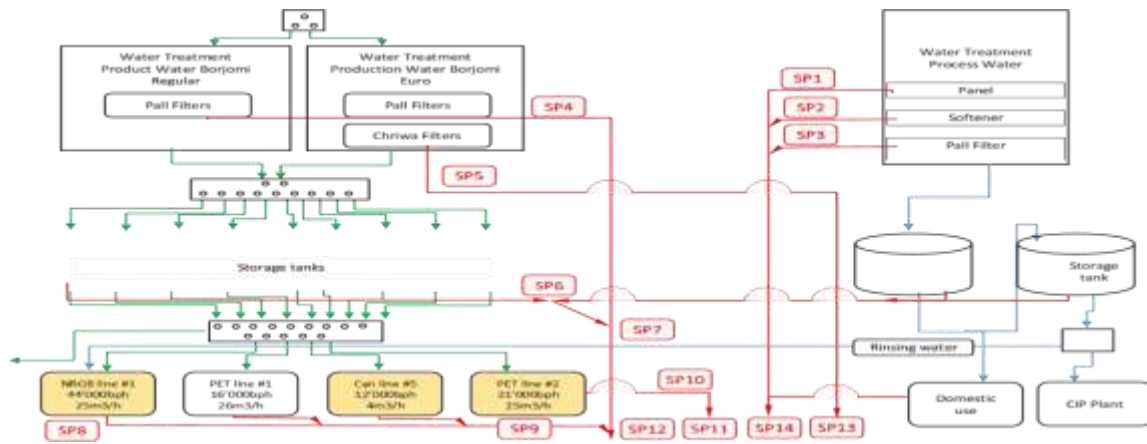 Water Treatment
Product Water Borjomi
Regular
Pall Filters
Water Treatment
Production Water Borjomi
Euro
Pall Filters
Chriwa Filters
Water Treatment
Process Water
Panel
Softener
Pall Filter
SP1
SP2
SP3
SP4
SP5
Storage tanks
Storage
tank
SP6
SP7
Rinsing water
NRGB line #1
44'000bph
25m3/h
PET line #1
16'000bph
26m3/h
Can line #5
12'000bph
4m3/h
PET line #2
21'000bph
25m3/h
SP10
Domestic
use
CIP Plant
SP8
SP9
SP12
SP11
SP14
SP13